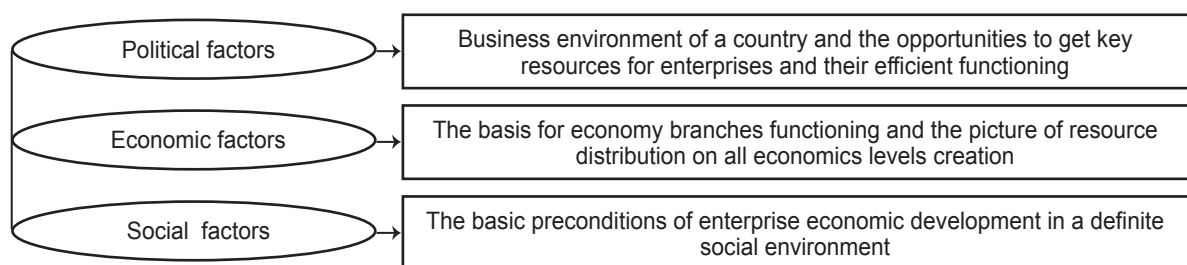 Political factors
Business environment of a country and the opportunities to get key
resources for enterprises and their efficient functioning
Economic factors
The basis for economy branches functioning and the picture of resource
distribution on all economics levels creation
Social factors
The basic preconditions of enterprise economic development in a definite
social environment